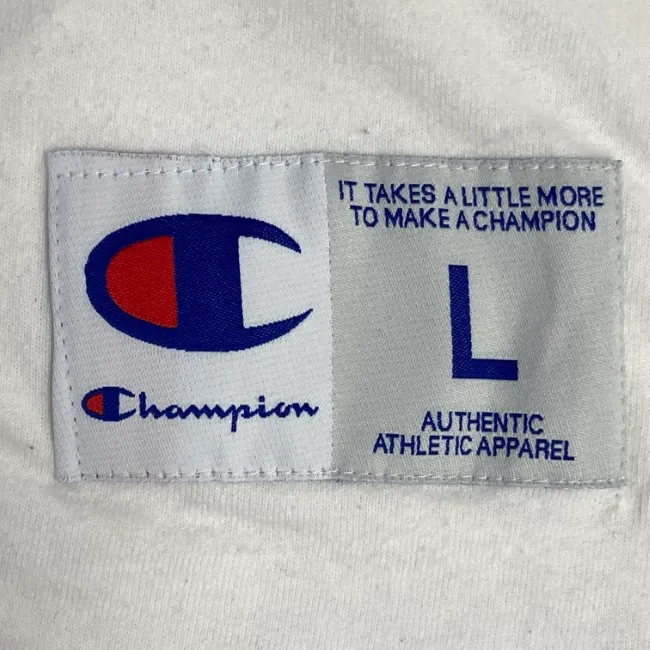 Champion
IT TAKES A LITTLE MORE
TO MAKE A CHAMPION
L
AUTHENTIC
ATHLETIC APPAREL